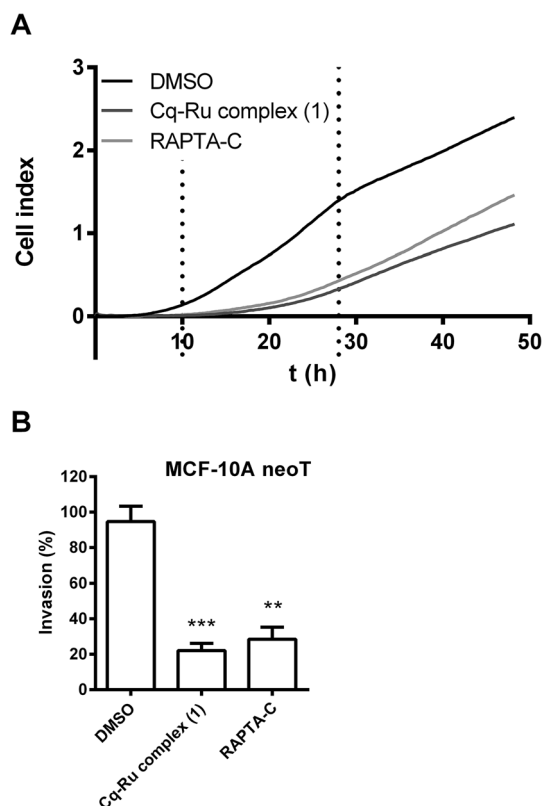 A
3
DMSO
Cq-Ru complex (1)
RAPTA-C
2
Cell index
1
0
10
20
30
40
50
t (h)
B
MCF-10A neoT
120
100
80
60
40
20
0
Invasion (%)
***
**
DMSO
Cq-Ru complex (1)
RAPTA-C